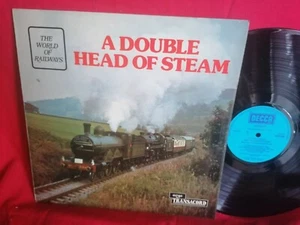 THE
WORLD OF
RAILWAYS
A DOUBLE
HEAD OF STEAM
TRANSACORD
DECCA